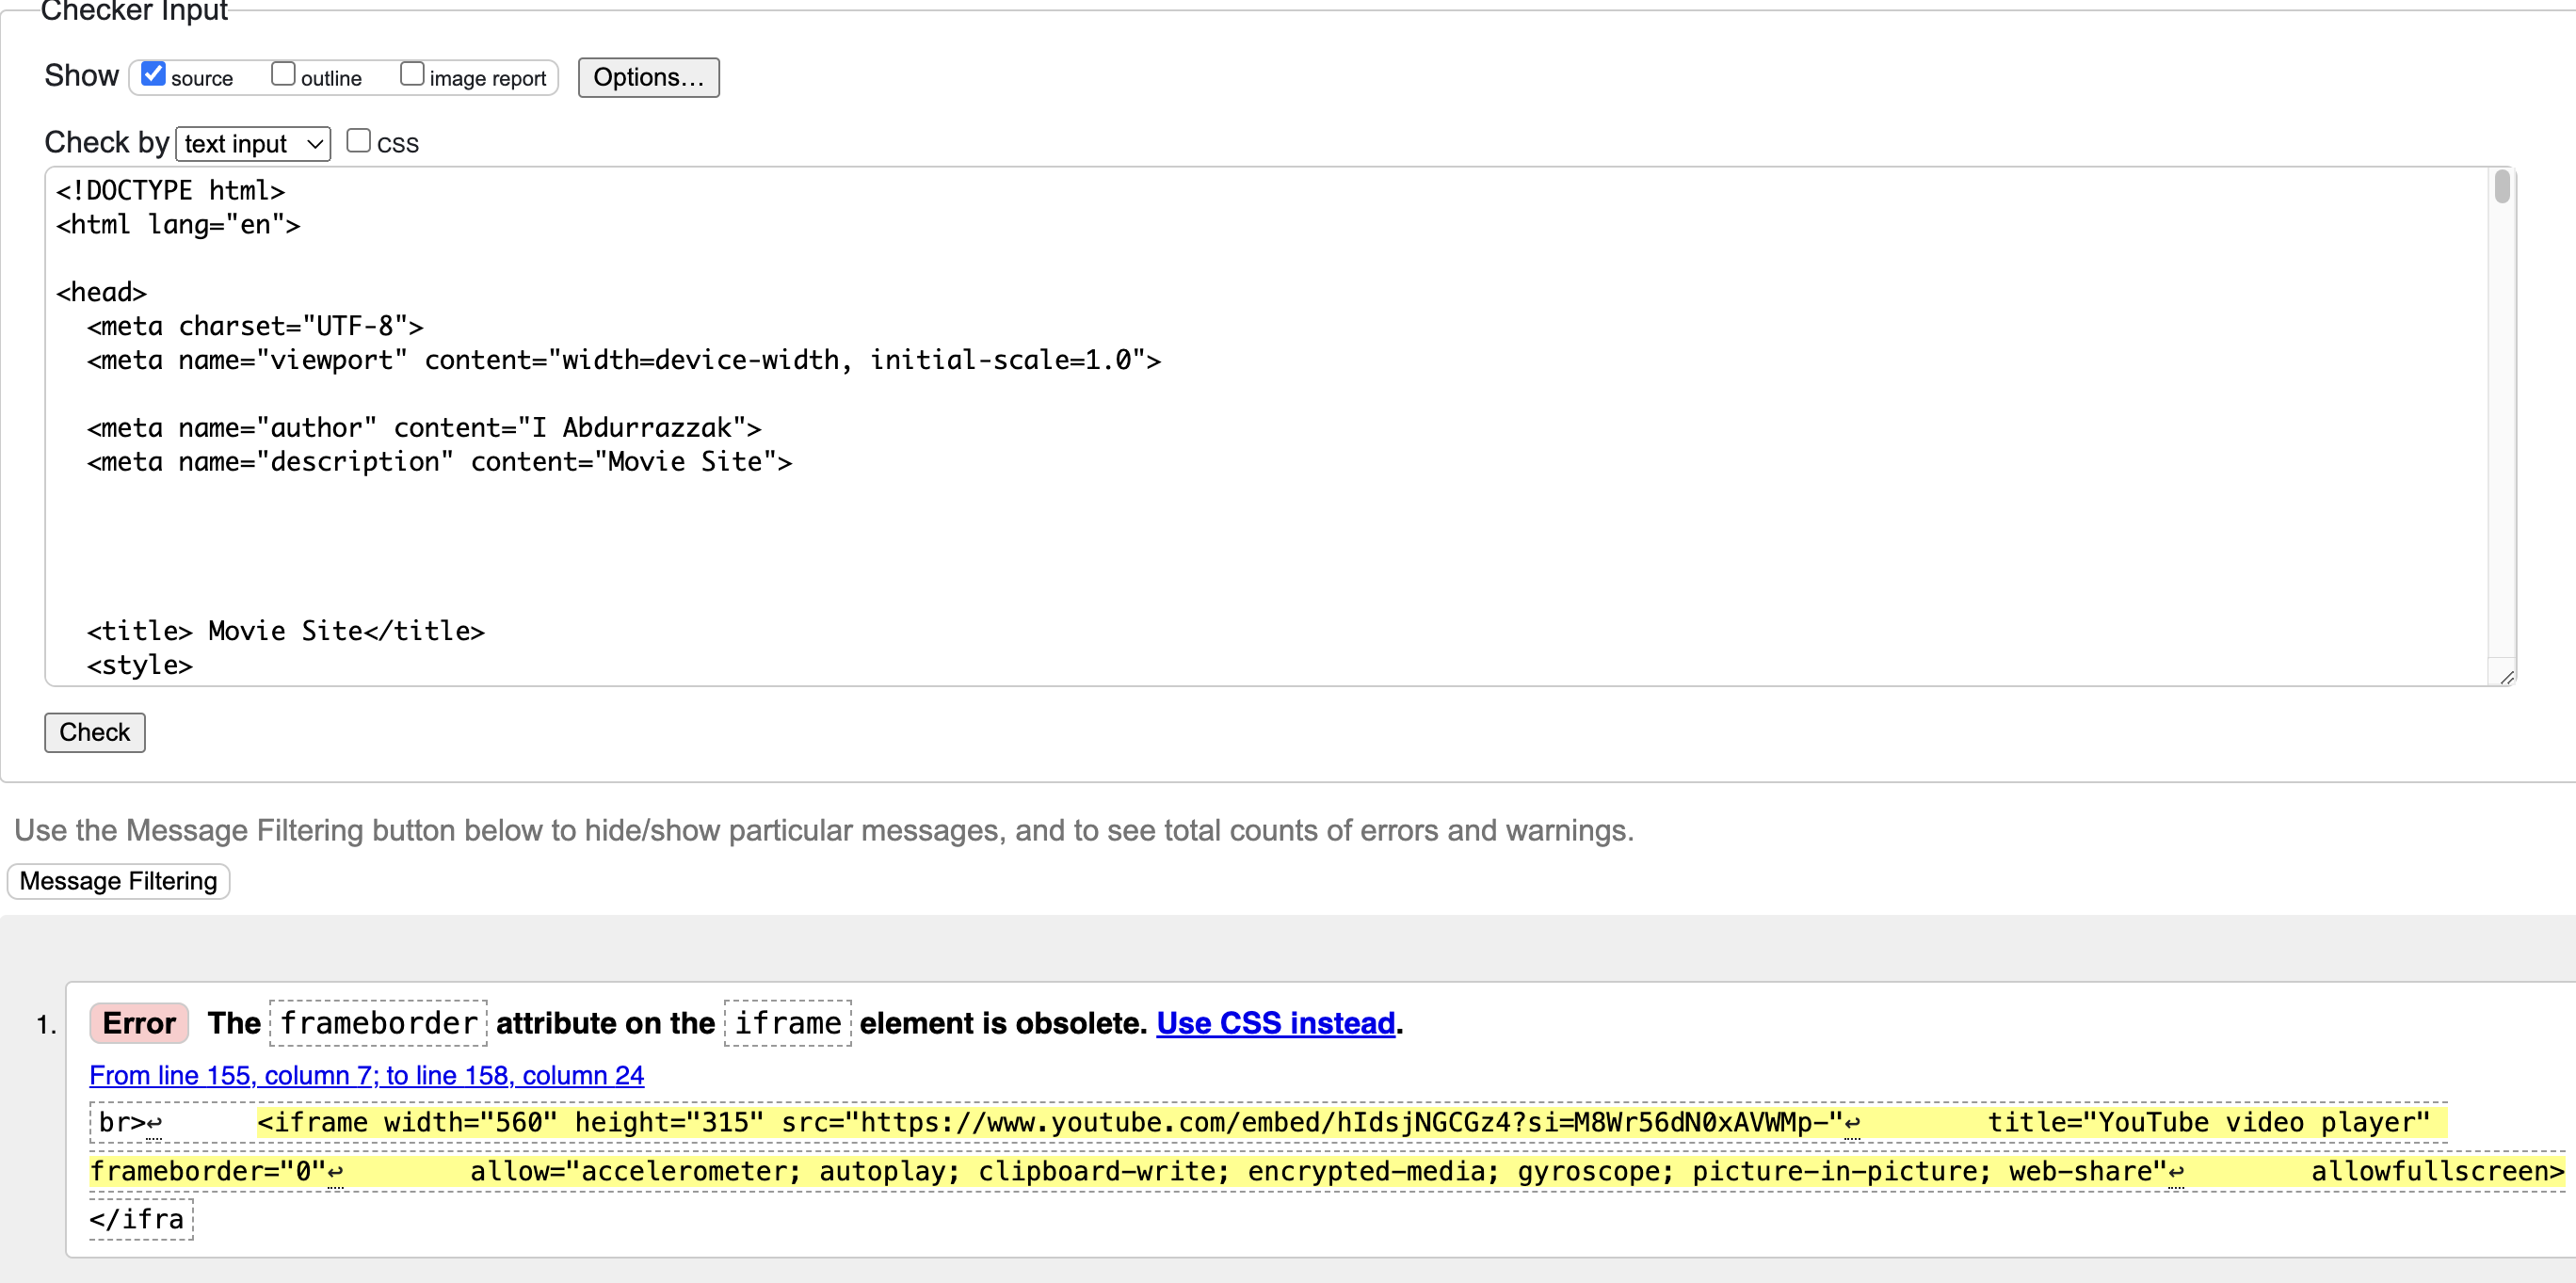 Checker Input
Show source outline image report Options...
Check by text input css
<!DOCTYPE html>
<html lang="en">
<head>
<meta charset="UTF-8">
<meta name="viewport" content="width=device-width, initial-scale=1.0">
<meta name="author" content="I Abdurrazzak">
<meta name="description" content="Movie Site">
<title> Movie Site</title>
<style>
Check
Use the Message Filtering button below to hide/show particular messages, and to see total counts of errors and warnings.
Message Filtering
1. Error The frameborder attribute on the iframe element is obsolete. Use CSS instead.
From line 155, column 7; to line 158, column 24
br>↩ <iframe width="560" height="315" src="https://www.youtube.com/embed/hIdsjNGCGz4?si=M8Wr56dN0xAVWMp-"↩ title="YouTube video player"
frameborder="0"↩ allow="accelerometer; autoplay; clipboard-write; encrypted-media; gyroscope; picture-in-picture; web-share"↩ allowfullscreen>
</ifra